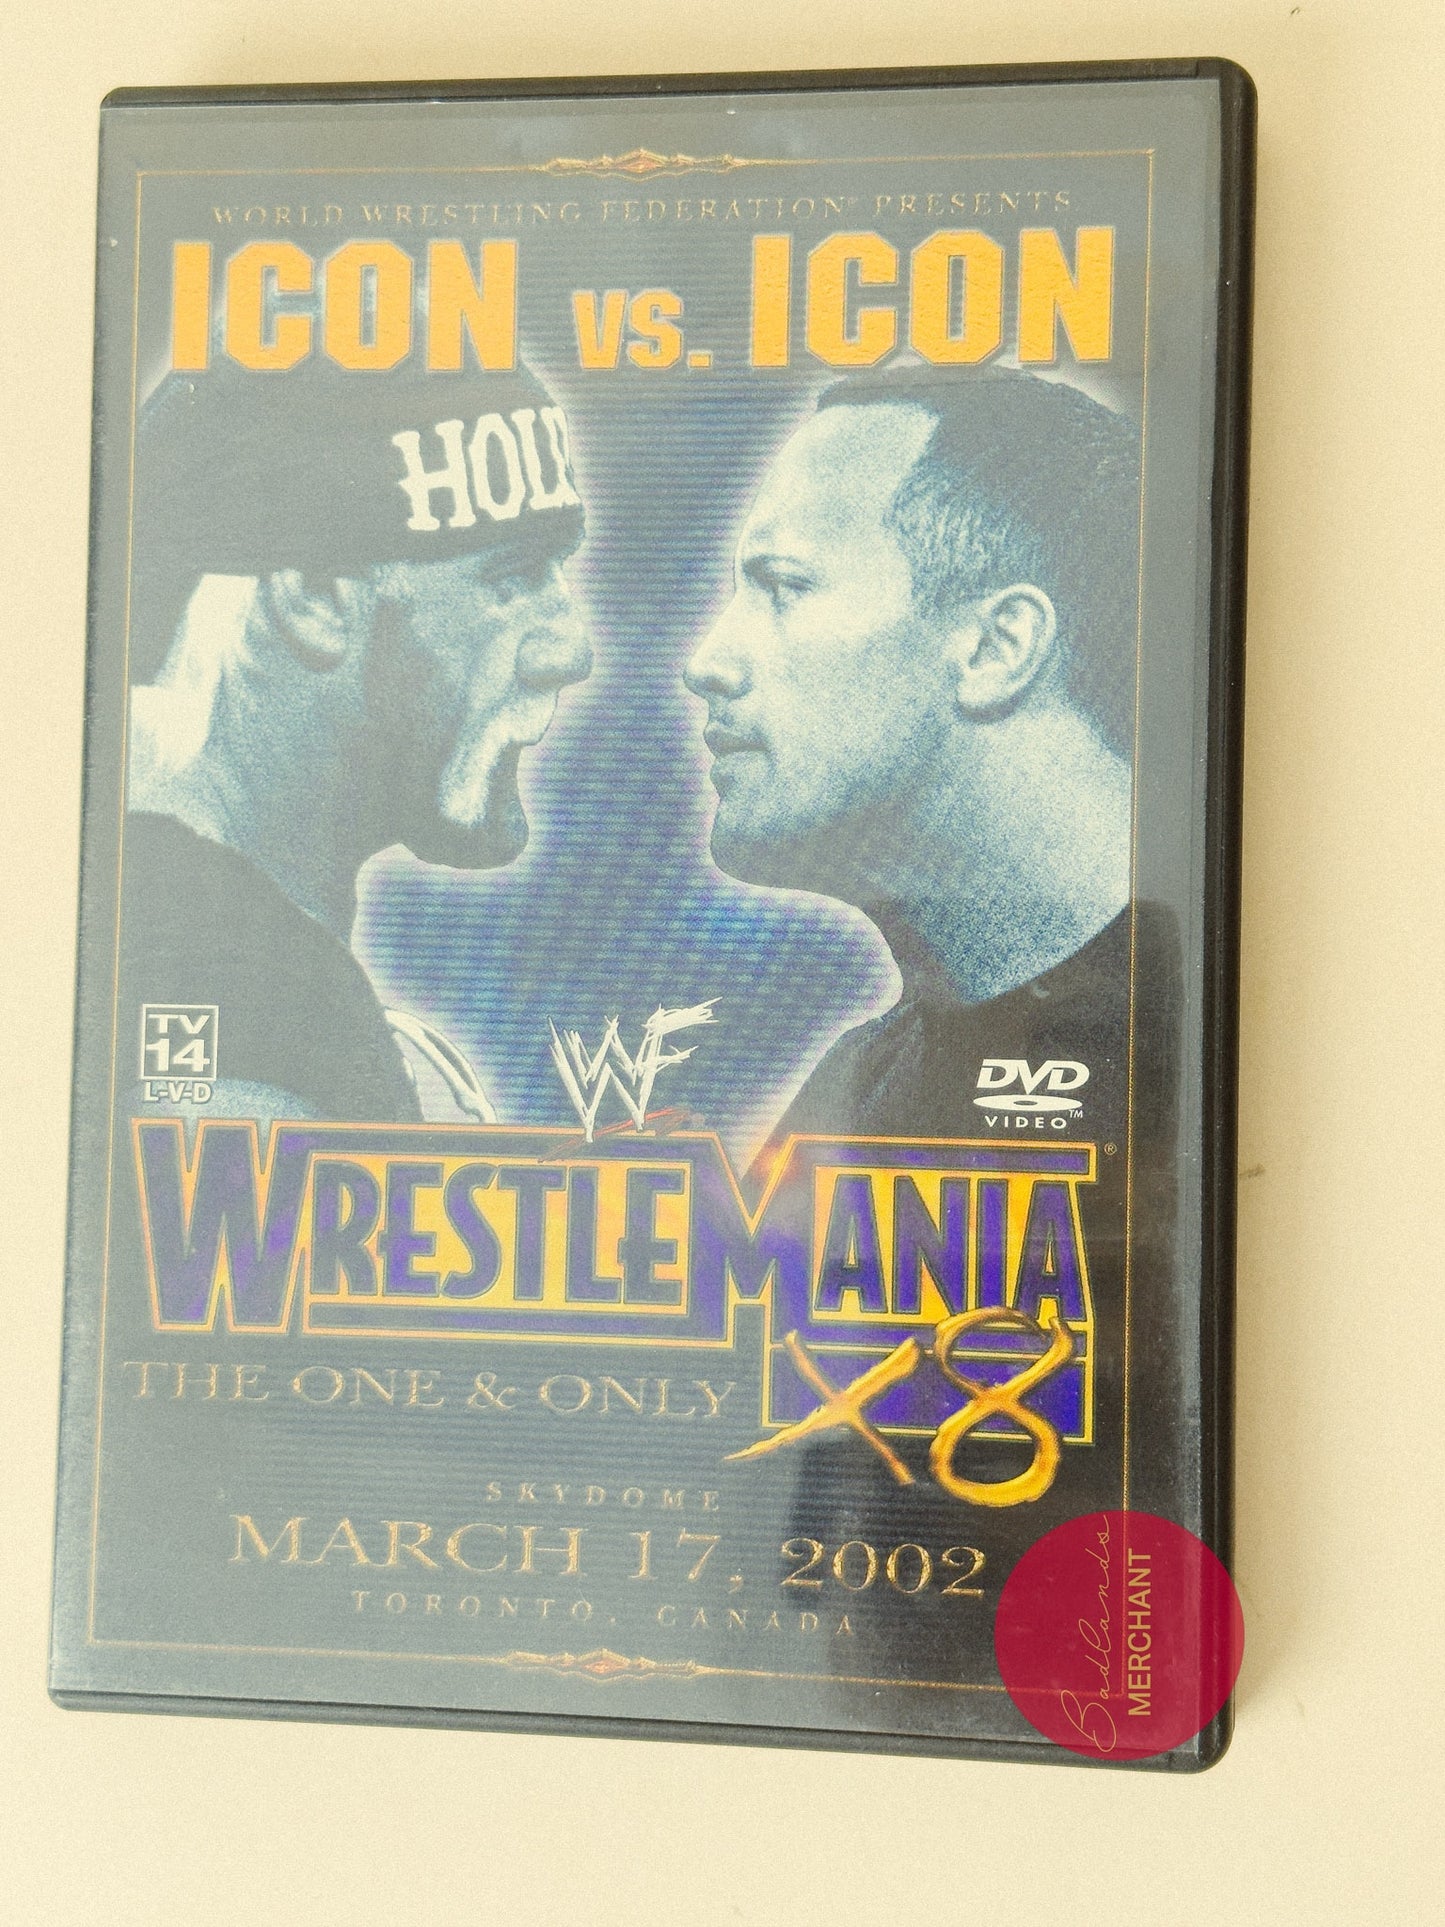 WORLD WRESTLING FEDERATION® PRESENTS
ICON vs. ICON
HOLL
TV
14
L-V-D
WF
DVD
VIDEO™
WRESTLEMANIA®
X8
THE ONE & ONLY
SKYDOME
MARCH 17, 2002
TORONTO, CANADA
Badlands
MERCHANT